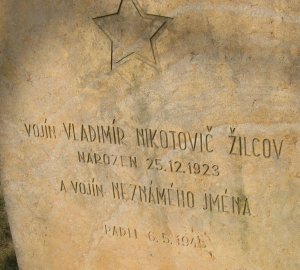 VOJÍN VLADIMÍR NIKOTOVIČ ŽILCOV
NAROZEN 25.12.1923
A VOJÍN NEZNÁMÉHO JMÉNA
PADLI 6.5.1945